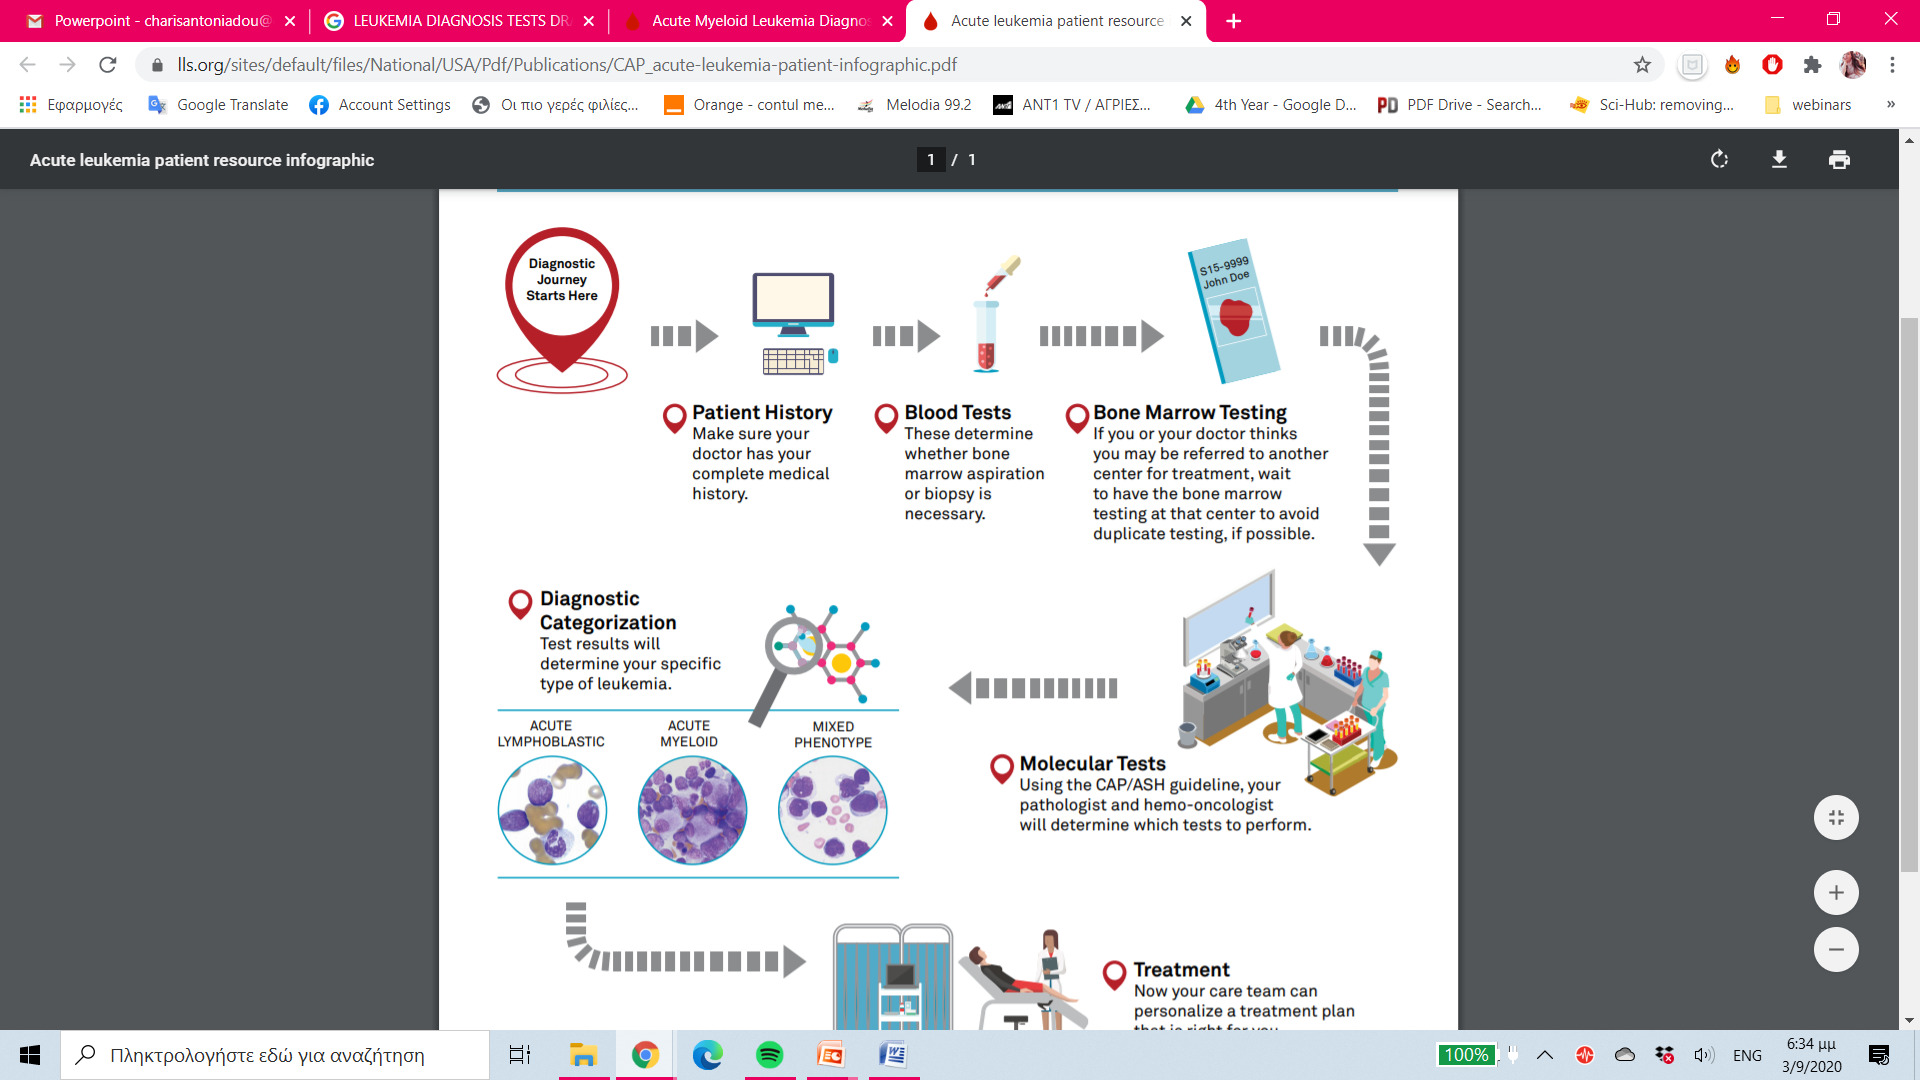 Powerpoint - charisantoniadou@
LEUKEMIA DIAGNOSIS TESTS DR
Acute Myeloid Leukemia Diagnos
Acute leukemia patient resource
lls.org/sites/default/files/National/USA/Pdf/Publications/CAP_acute-leukemia-patient-infographic.pdf
Εφαρμογές
Google Translate
Account Settings
Οι πιο γερές φιλίες...
Orange - contul me...
Melodia 99.2
ANT1 TV / ΑΓΡΙΕΣ...
4th Year - Google D...
PDF Drive - Search...
Sci-Hub: removing...
webinars
»
Acute leukemia patient resource infographic
1 / 1
Diagnostic
Journey
Starts Here
S15-9999
John Doe
Patient History
Make sure your
doctor has your
complete medical
history.
Blood Tests
These determine
whether bone
marrow aspiration
or biopsy is
necessary.
Bone Marrow Testing
If you or your doctor thinks
you may be referred to another
center for treatment, wait
to have the bone marrow
testing at that center to avoid
duplicate testing, if possible.
Diagnostic
Categorization
Test results will
determine your specific
type of leukemia.
ACUTE
LYMPHOBLASTIC
ACUTE
MYELOID
MIXED
PHENOTYPE
Molecular Tests
Using the CAP/ASH guideline, your
pathologist and hemo-oncologist
will determine which tests to perform.
Treatment
Now your care team can
personalize a treatment plan
that is right for you
Πληκτρολογήστε εδώ για αναζήτηση
100%
ENG
6:34 μμ
3/9/2020